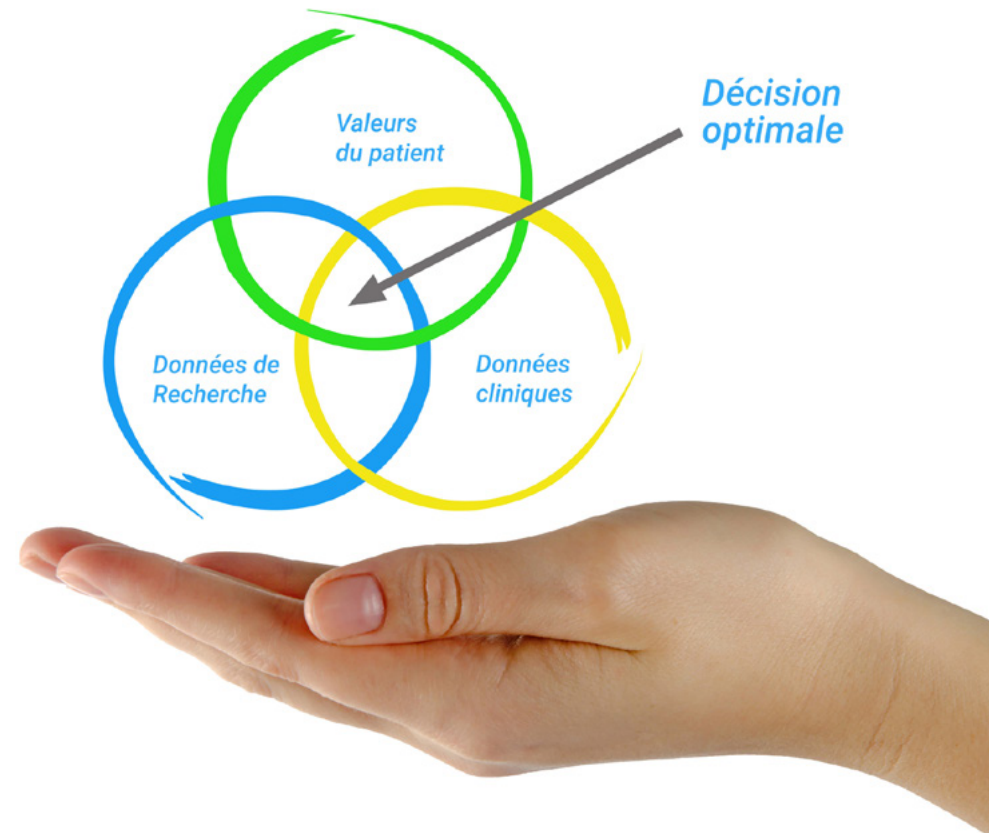 Décision
optimale
Valeurs
du patient
Données de
Recherche
Données
cliniques